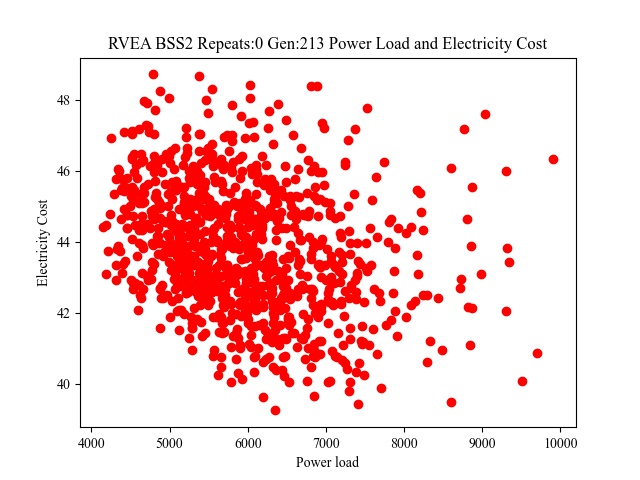 RVEA BSS2 Repeats:0 Gen:213 Power Load and Electricity Cost
48
46
44
42
40
Electricity Cost
4000 5000 6000 7000 8000 9000 10000
Power load